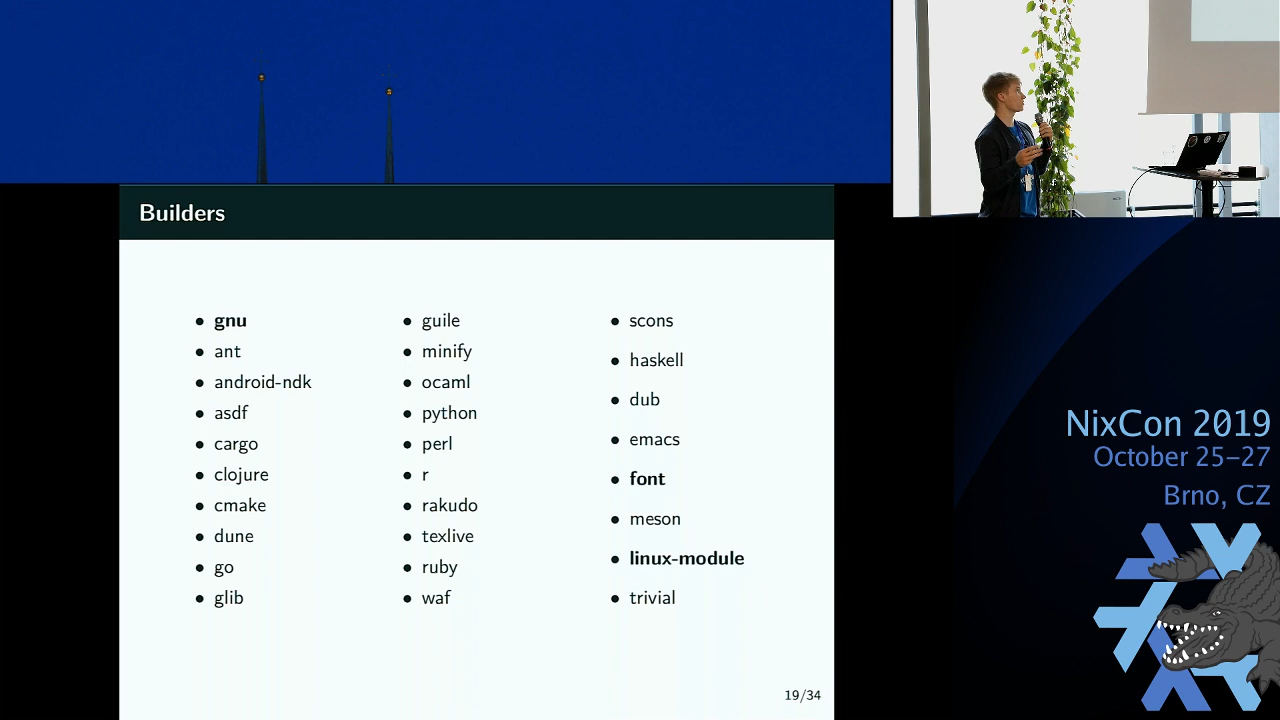 Builders
gnu
ant
android-ndk
asdf
cargo
clojure
cmake
dune
go
glib
guile
minify
ocaml
python
perl
r
rakudo
texlive
ruby
waf
scons
haskell
dub
emacs
font
meson
linux-module
trivial
19/34
NixCon 2019
October 25–27
Brno, CZ